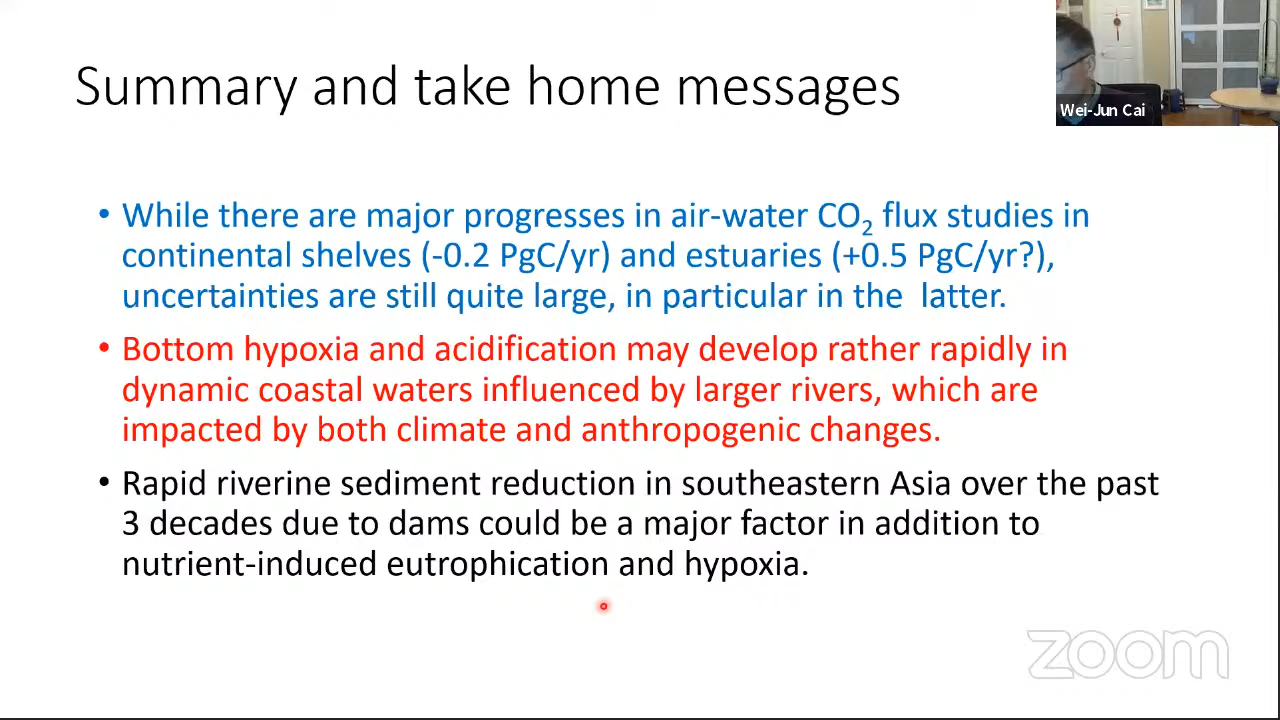 Summary and take home messages
Wei-Jun Cai
• While there are major progresses in air-water CO₂ flux studies in
continental shelves (-0.2 PgC/yr) and estuaries (+0.5 PgC/yr?),
uncertainties are still quite large, in particular in the  latter.
• Bottom hypoxia and acidification may develop rather rapidly in
dynamic coastal waters influenced by larger rivers, which are
impacted by both climate and anthropogenic changes.
• Rapid riverine sediment reduction in southeastern Asia over the past
3 decades due to dams could be a major factor in addition to
nutrient-induced eutrophication and hypoxia.
zoom